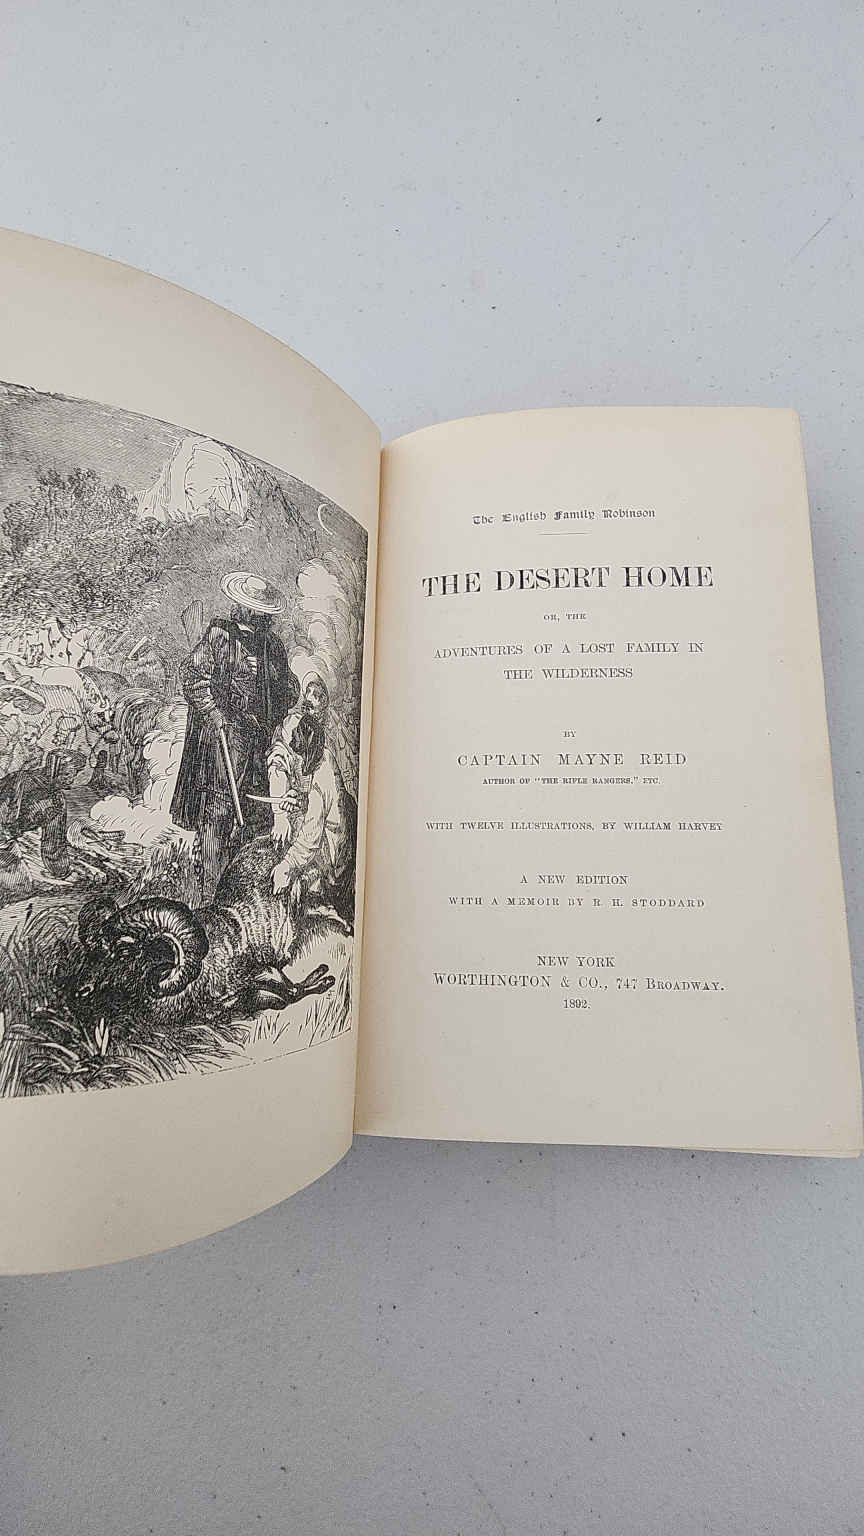 The English Family Robinson
THE DESERT HOME
OR, THE
ADVENTURES OF A LOST FAMILY IN
THE WILDERNESS
BY
CAPTAIN MAYNE REID
AUTHOR OF "THE RIFLE RANGERS," ETC.
WITH TWELVE ILLUSTRATIONS, BY WILLIAM HARVEY
A NEW EDITION
WITH A MEMOIR BY R. H. STODDARD
NEW YORK
WORTHINGTON & CO., 747 BROADWAY.
1892.